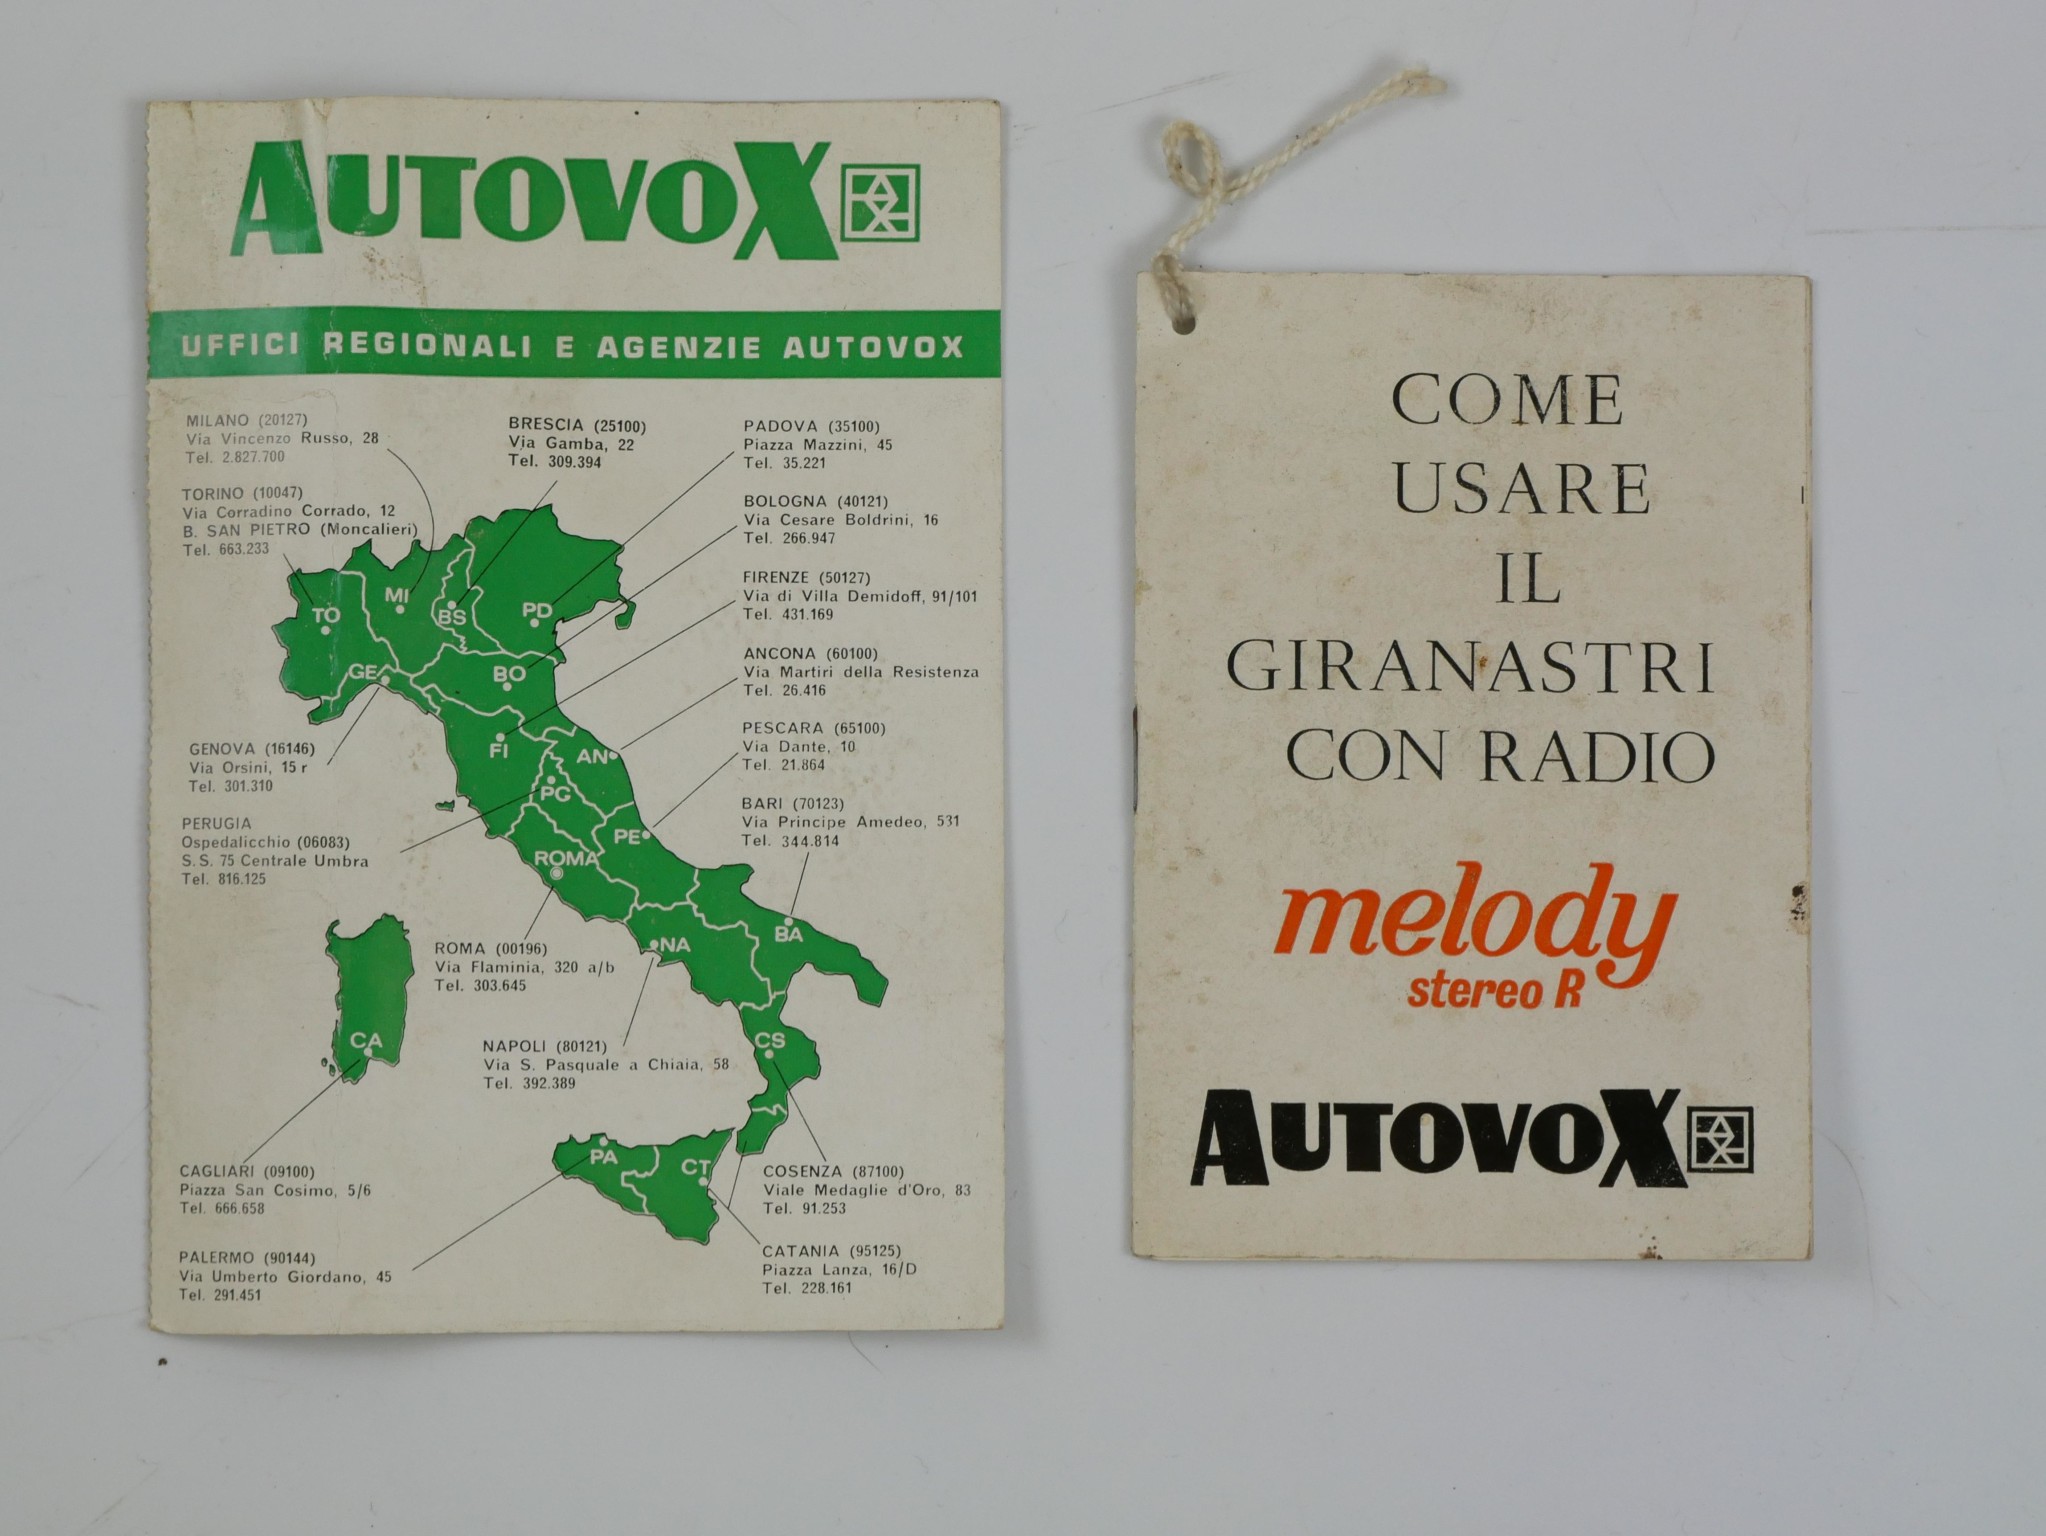 AUTOVOX
UFFICI REGIONALI E AGENZIE AUTOVOX
MILANO (20127)
Via Vincenzo Russo, 28
Tel. 2.827.700
TORINO (10047)
Via Corradino Corrado, 12
B. SAN PIETRO (Moncalieri)
Tel. 663.233
BRESCIA (25100)
Via Gamba, 22
Tel. 309.394
PADOVA (35100)
Piazza Mazzini, 45
Tel. 35.221
BOLOGNA (40121)
Via Cesare Boldrini, 16
Tel. 266.947
FIRENZE (50127)
Via di Villa Demidoff, 91/101
Tel. 431.169
ANCONA (60100)
Via Martiri della Resistenza
Tel. 26.416
PESCARA (65100)
Via Dante, 10
Tel. 21.864
BARI (70123)
Via Principe Amedeo, 531
Tel. 344.814
GENOVA (16146)
Via Orsini, 15 r
Tel. 301.310
PERUGIA
Ospedalicchio (06083)
S.S. 75 Centrale Umbra
Tel. 816.125
ROMA (00196)
Via Flaminia, 320 a/b
Tel. 303.645
NAPOLI (80121)
Via S. Pasquale a Chiaia, 58
Tel. 392.389
CAGLIARI (09100)
Piazza San Cosimo, 5/6
Tel. 666.658
PALERMO (90144)
Via Umberto Giordano, 45
Tel. 291.451
COSENZA (87100)
Viale Medaglie d'Oro, 83
Tel. 91.253
CATANIA (95125)
Piazza Lanza, 16/D
Tel. 228.161
TO
MI
BS
PD
GE
BO
FI
AN
PG
PE
ROMA
NA
BA
CA
CS
PA
CT
COME
USARE
IL
GIRANASTRI
CON RADIO
melody
stereo R
AUTOVOX